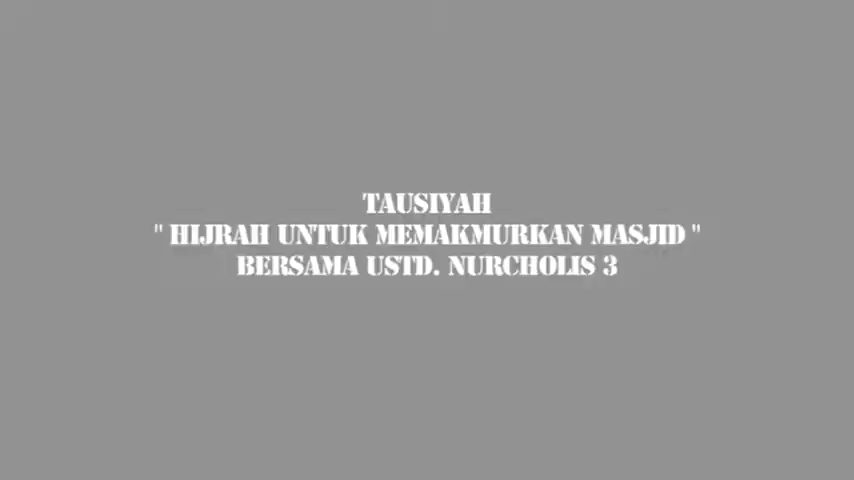 TAUSIYAH
" HIJRAH UNTUK MEMAKMURKAN MASJID "
BERSAMA USTD. NURCHOLIS 3